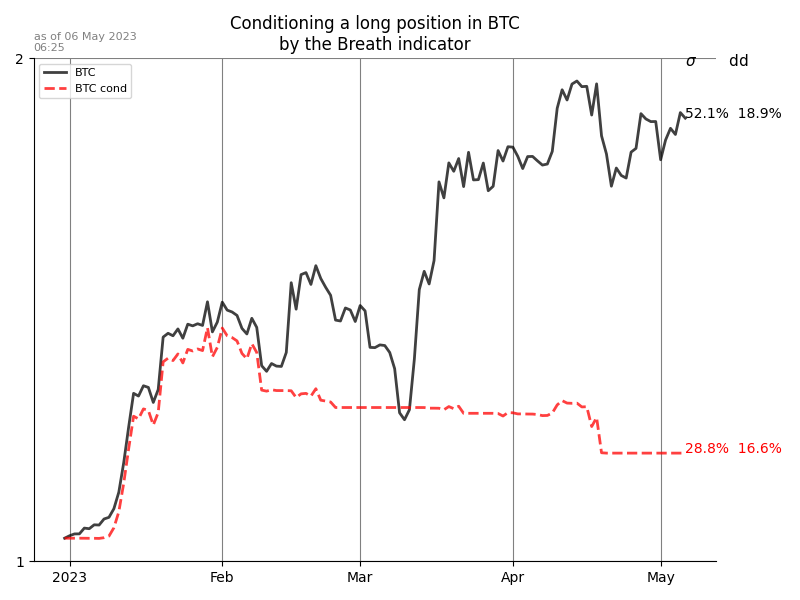 Conditioning a long position in BTC
by the Breath indicator
as of 06 May 2023
06:25
2
σ dd
BTC
BTC cond
52.1% 18.9%
28.8% 16.6%
1
2023 Feb Mar Apr May